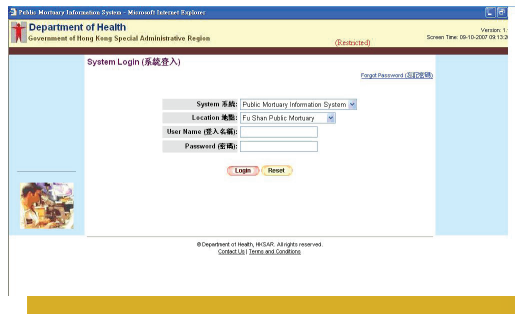 Public Mortuary Information System - Microsoft Internet Explorer
Department of Health
Government of Hong Kong Special Administrative Region
(Restricted)
Version: 1.
Screen Time: 09-10-2007 09:13:2
System Login (系統登入)
Forgot Password (忘記密碼)
System 系統: Public Mortuary Information System
Location 地點: Fu Shan Public Mortuary
User Name (登入名稱):
Password (密碼):
Login Reset
© Department of Health, HKSAR. All rights reserved.
Contact Us | Terms and Conditions